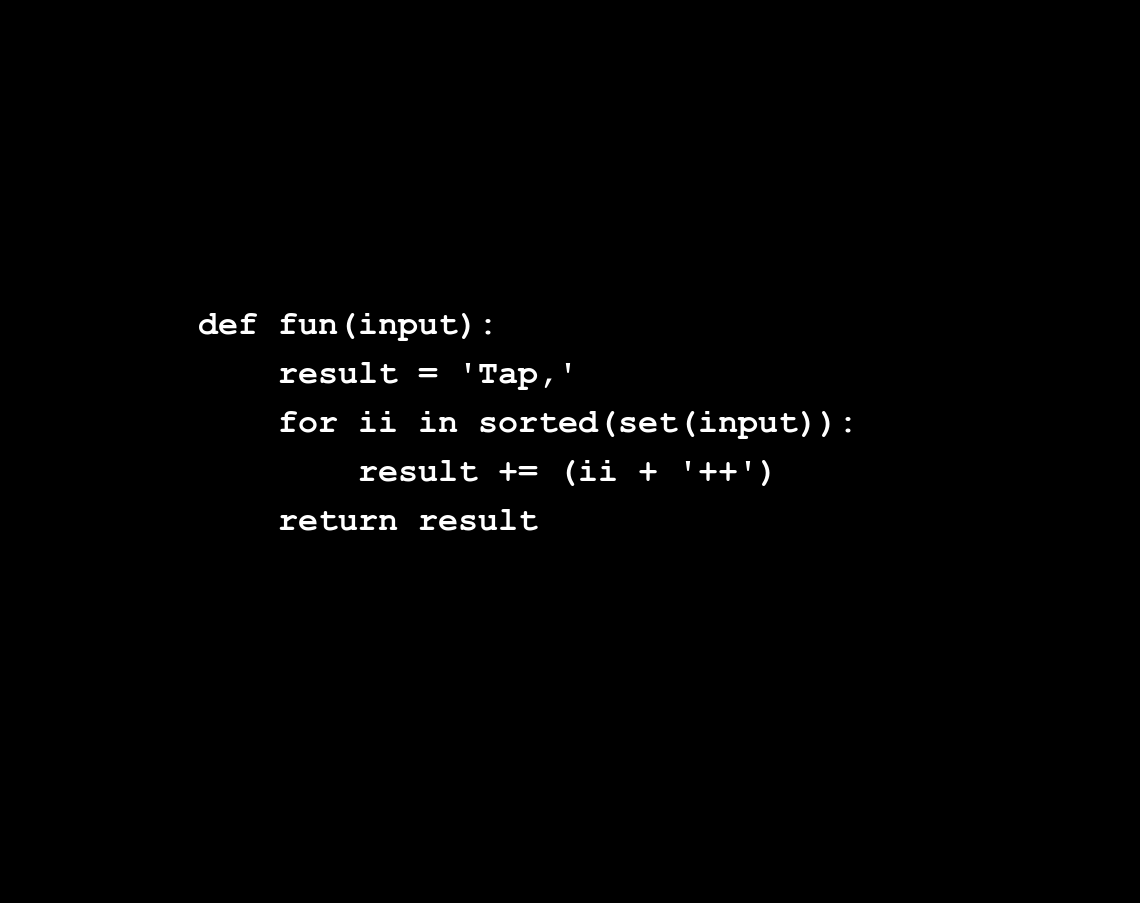 def fun(input):
    result = 'Tap,'
    for ii in sorted(set(input)):
        result += (ii + '++')
    return result